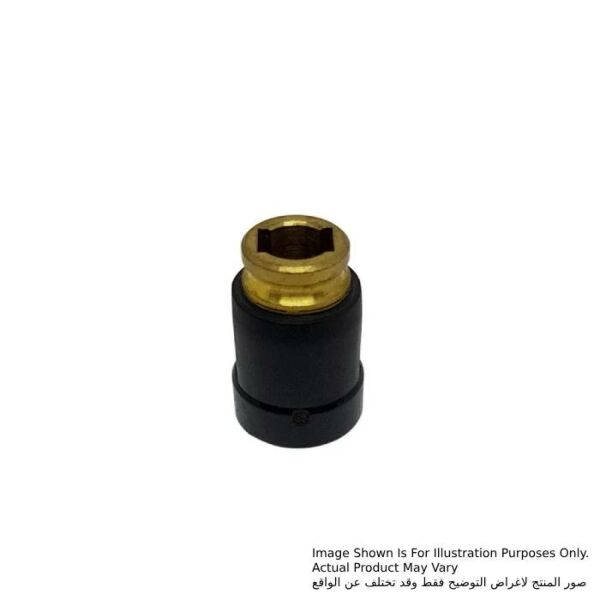 Image Shown Is For Illustration Purposes Only.
Actual Product May Vary
صور المنتج لاغراض التوضيح فقط وقد تختلف عن الواقع